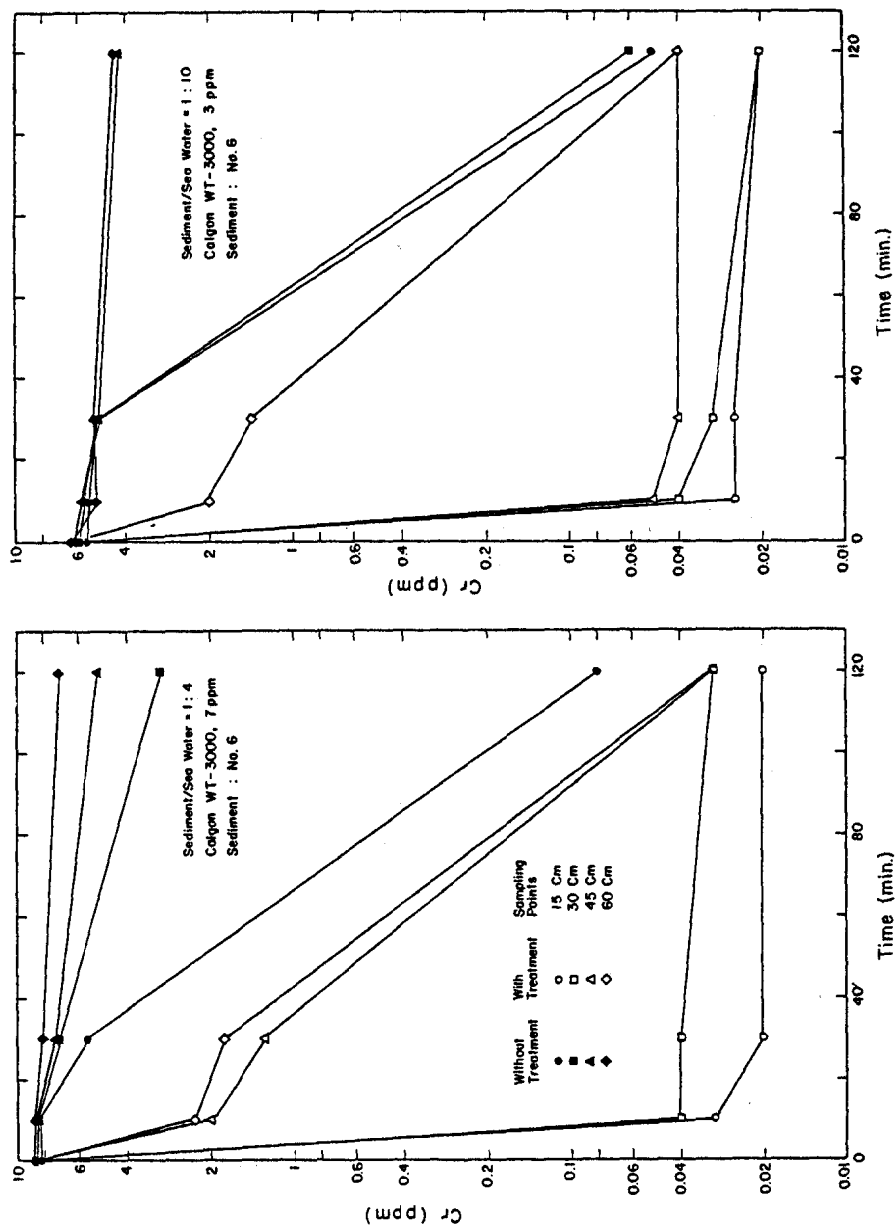 10
6
4
2
1
0.6
0.4
0.2
0.1
0.06
0.04
0.02
0.01
Cr (ppm)
0
40
80
120
Time (min.)
Sediment/Sea Water = 1 : 4
Calgon WT-3000, 7 ppm
Sediment : No. 6
Without Treatment
With Treatment
Sampling Points
15 Cm
30 Cm
45 Cm
60 Cm
10
6
4
2
1
0.6
0.4
0.2
0.1
0.06
0.04
0.02
0.01
Cr (ppm)
0
40
80
120
Time (min.)
Sediment/Sea Water = 1 : 10
Calgon WT-3000, 3 ppm
Sediment : No. 6